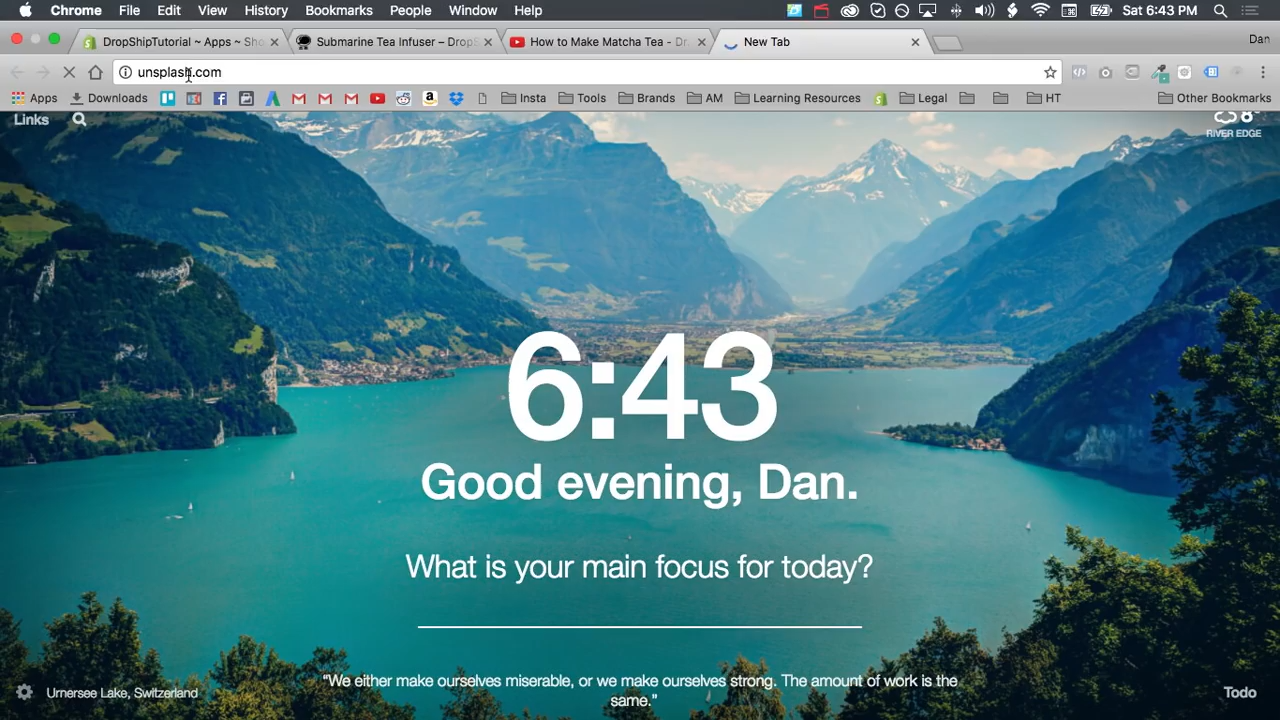 Chrome File Edit View History Bookmarks People Window Help Sat 6:43 PM
DropShipTutorial ~ Apps ~ Sho
Submarine Tea Infuser – DropS
How to Make Matcha Tea - Dr
New Tab
Dan
unsplash.com
Apps Downloads Insta Tools Brands AM Learning Resources Legal HT Other Bookmarks
Links
8°
RIVER EDGE
6:43
Good evening, Dan.
What is your main focus for today?
“We either make ourselves miserable, or we make ourselves strong. The amount of work is the
same.”
Urnersee Lake, Switzerland
Todo